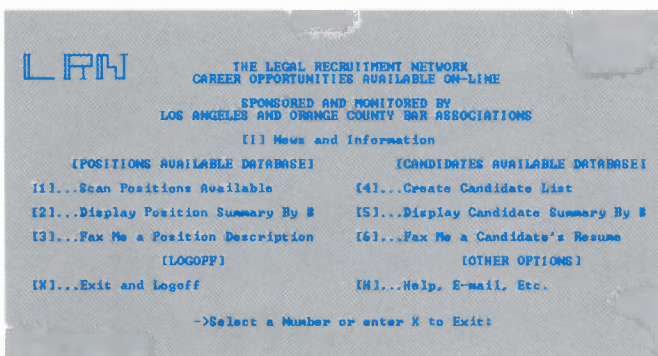 LRN
THE LEGAL RECRUITMENT NETWORK
CAREER OPPORTUNITIES AVAILABLE ON-LINE
SPONSORED AND MONITORED BY
LOS ANGELES AND ORANGE COUNTY BAR ASSOCIATIONS
[I] News and Information
[POSITIONS AVAILABLE DATABASE]
[CANDIDATES AVAILABLE DATABASE]
[1]...Scan Positions Available
[4]...Create Candidate List
[2]...Display Position Summary By #
[5]...Display Candidate Summary By #
[3]...Fax Me a Position Description
[6]...Fax Me a Candidate's Resume
[LOGOFF]
[OTHER OPTIONS]
[X]...Exit and Logoff
[H]...Help, E-mail, Etc.
->Select a Number or enter X to Exit: